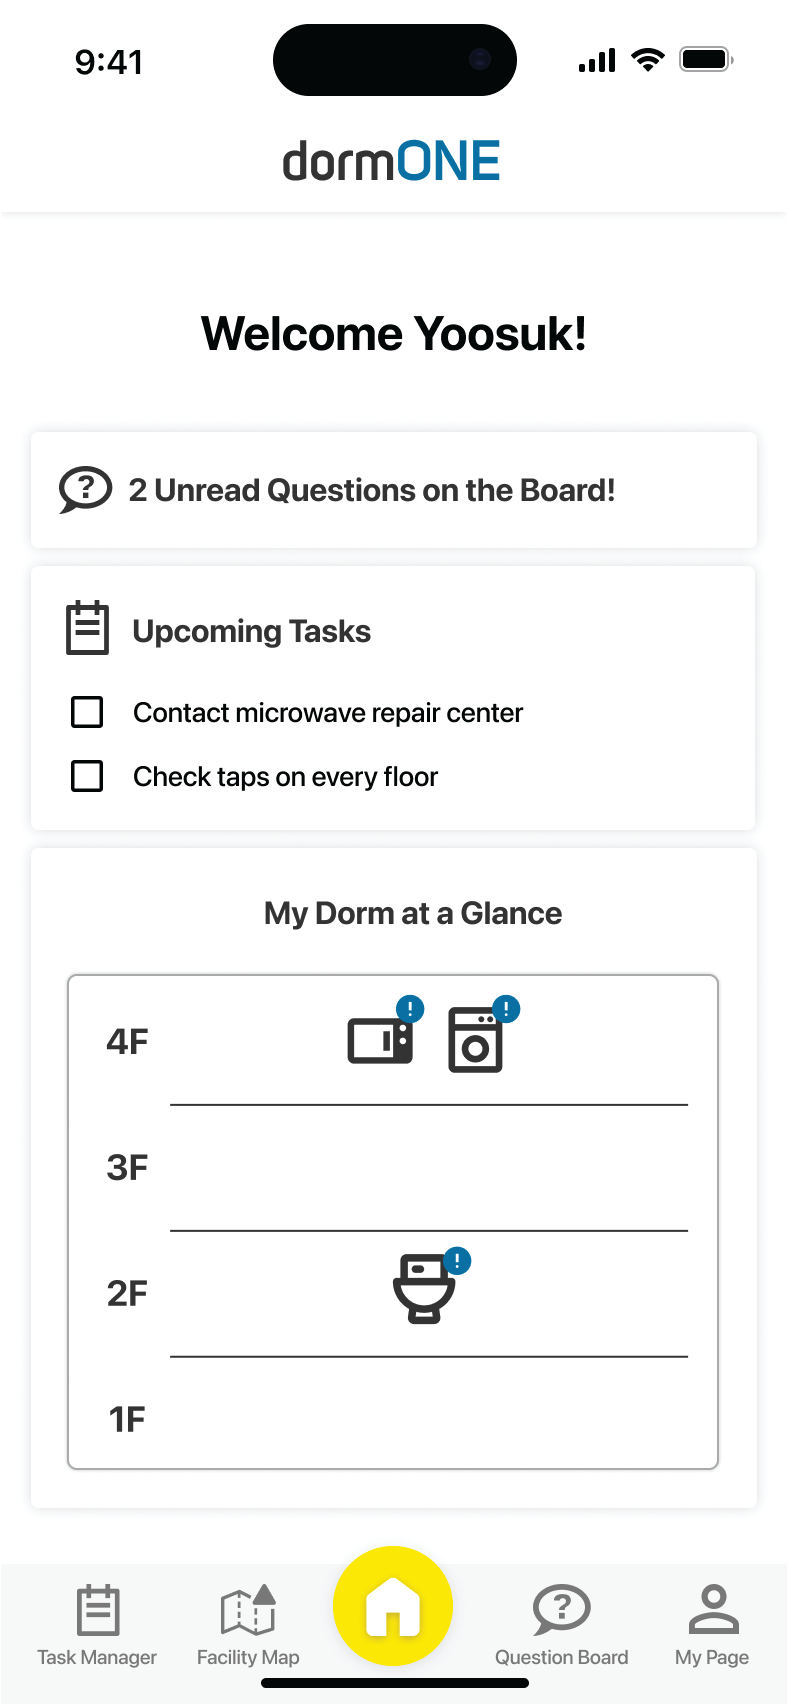 9:41
dormONE
Welcome Yoosuk!
? 2 Unread Questions on the Board!
Upcoming Tasks
Contact microwave repair center
Check taps on every floor
My Dorm at a Glance
! !
4F
3F
!
2F
1F
?
Task Manager Facility Map Question Board My Page